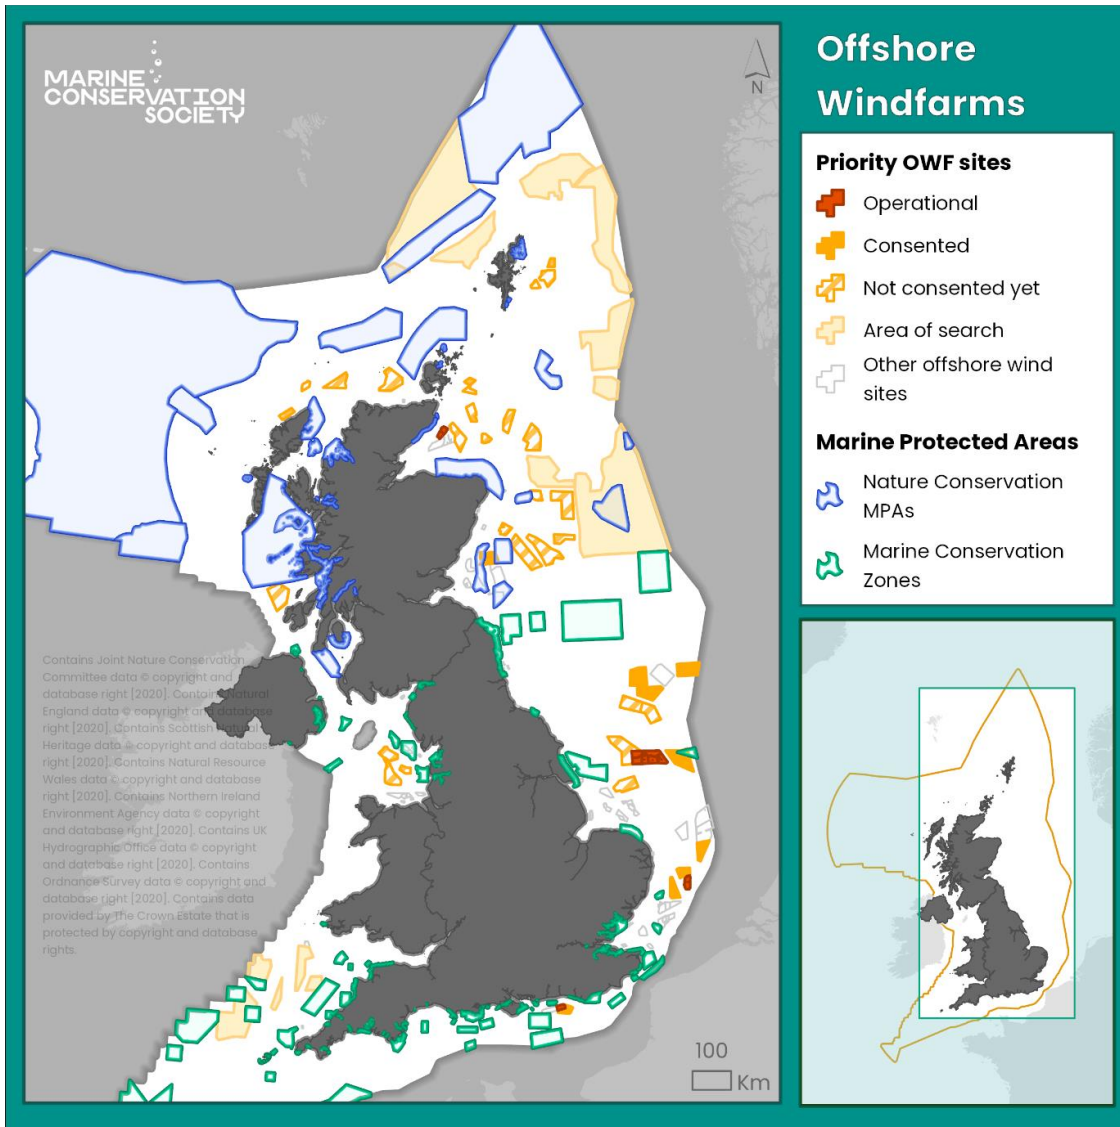 MARINE
CONSERVATION
SOCIETY
N
Contains Joint Nature Conservation
Committee data © copyright and
database right [2020]. Contains Natural
England data © copyright and database
right [2020]. Contains Scottish Natural
Heritage data © copyright and database
right [2020]. Contains Natural Resource
Wales data © copyright and database
right [2020]. Contains Northern Ireland
Environment Agency data © copyright
and database right [2020]. Contains UK
Hydrographic Office data © copyright
and database right [2020]. Contains
Ordnance Survey data © copyright and
database right [2020]. Contains data
provided by The Crown Estate that is
protected by copyright and database
rights.
100
Km
Offshore
Windfarms
Priority OWF sites
Operational
Consented
Not consented yet
Area of search
Other offshore wind
sites
Marine Protected Areas
Nature Conservation
MPAs
Marine Conservation
Zones